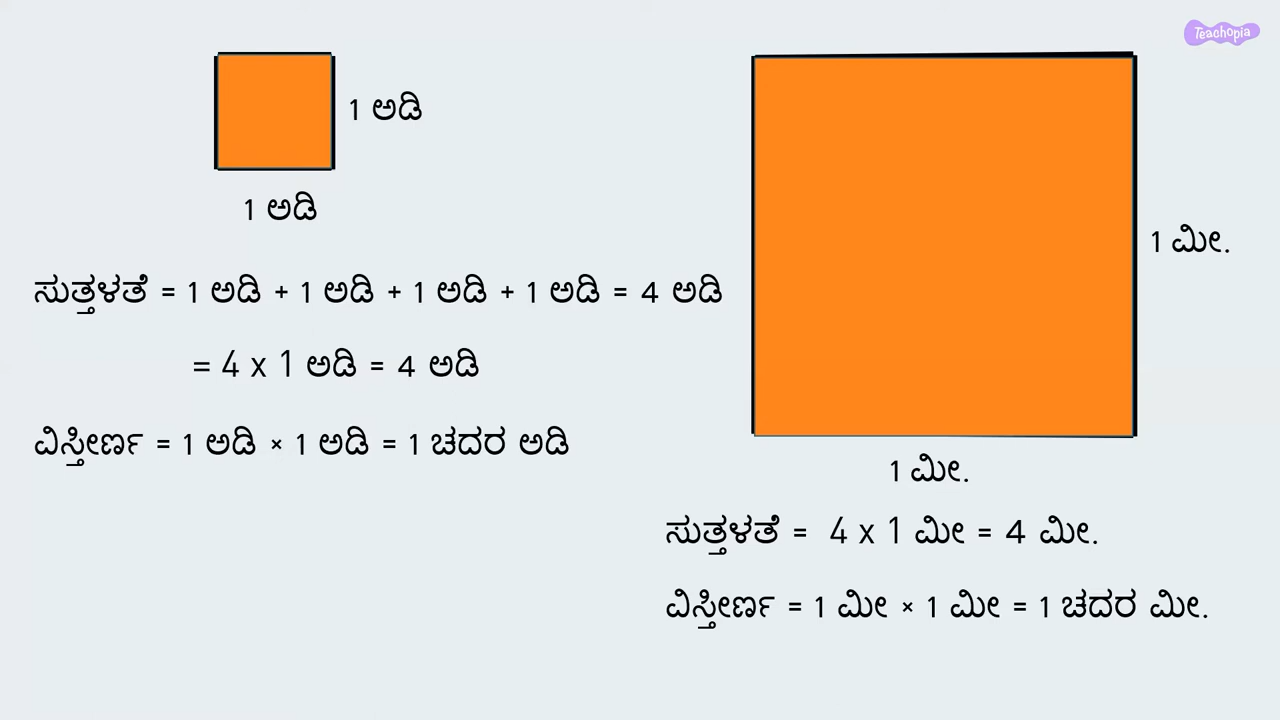 Teachopia
1 ಅಡಿ
1 ಅಡಿ
ಸುತ್ತಳತೆ = 1 ಅಡಿ + 1 ಅಡಿ + 1 ಅಡಿ + 1 ಅಡಿ = 4 ಅಡಿ
= 4 x 1 ಅಡಿ = 4 ಅಡಿ
ವಿಸ್ತೀರ್ಣ = 1 ಅಡಿ × 1 ಅಡಿ = 1 ಚದರ ಅಡಿ
1 ಮೀ.
1 ಮೀ.
ಸುತ್ತಳತೆ = 4 x 1 ಮೀ = 4 ಮೀ.
ವಿಸ್ತೀರ್ಣ = 1 ಮೀ × 1 ಮೀ = 1 ಚದರ ಮೀ.